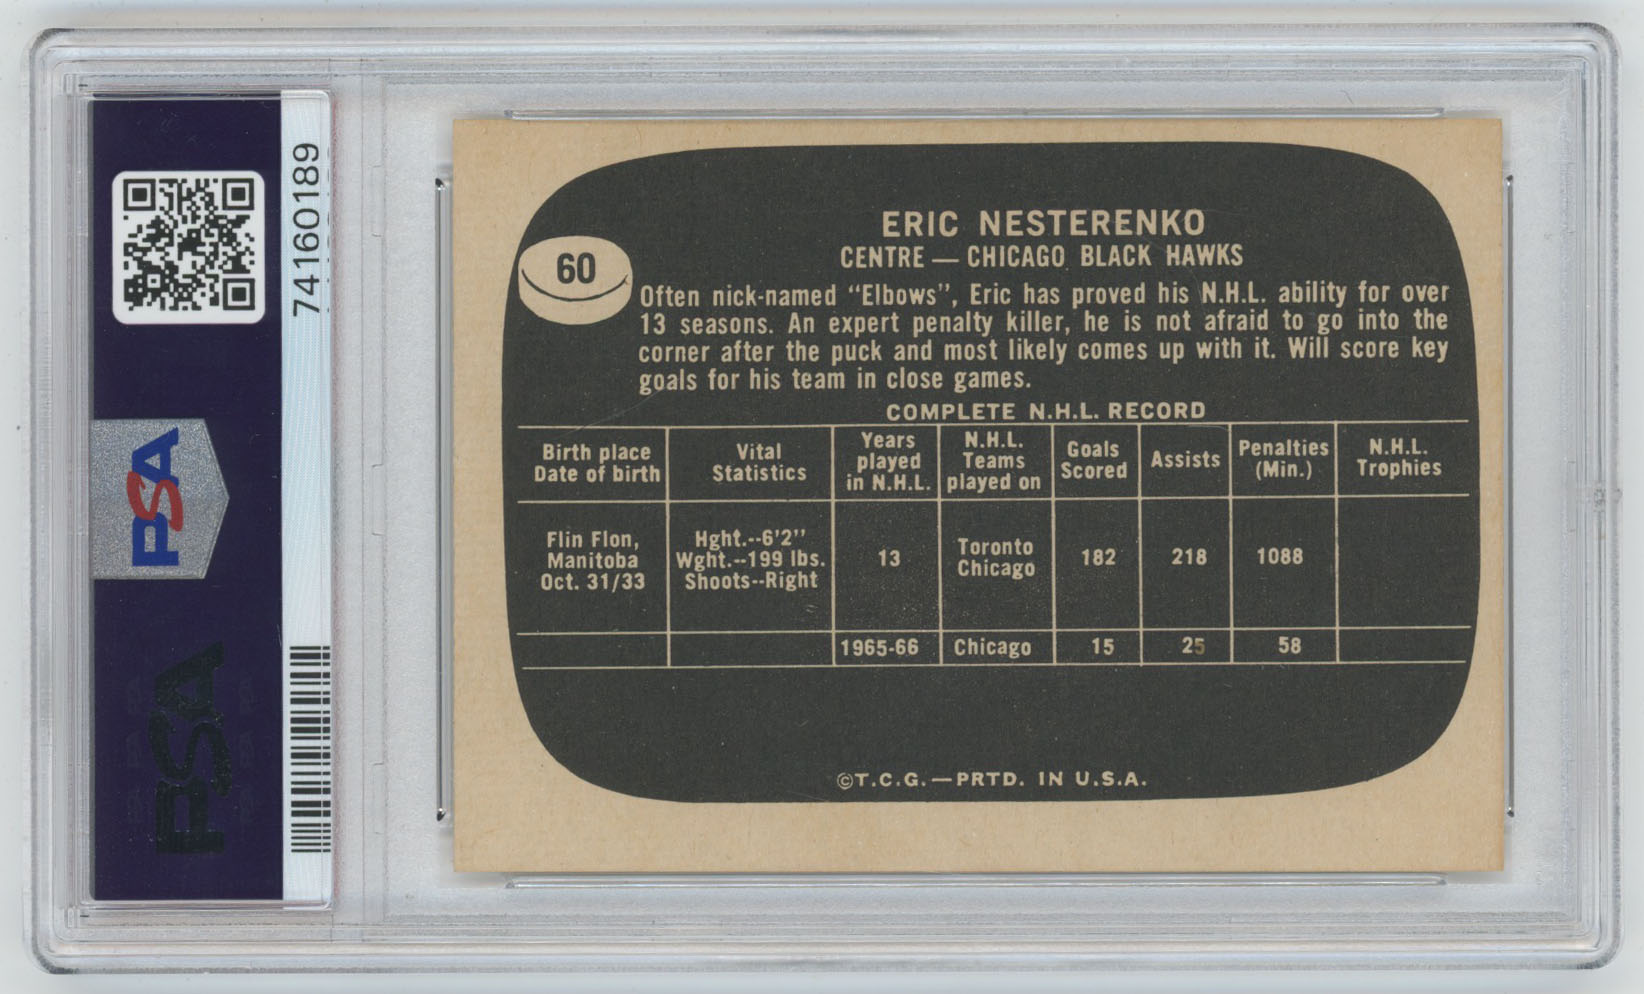 74160189
PSA
PSA
ERIC NESTERENKO
CENTRE — CHICAGO BLACK HAWKS
60
Often nick-named "Elbows", Eric has proved his N.H.L. ability for over
13 seasons. An expert penalty killer, he is not afraid to go into the
corner after the puck and most likely comes up with it. Will score key
goals for his team in close games.
COMPLETE N.H.L. RECORD
Birth place Date of birth | Vital Statistics | Years played in N.H.L. | N.H.L. Teams played on | Goals Scored | Assists | Penalties (Min.) | N.H.L. Trophies
Flin Flon, Manitoba Oct. 31/33 | Hght.--6'2" Wght.--199 lbs. Shoots--Right | 13 | Toronto Chicago | 182 | 218 | 1088
1965-66 | Chicago | 15 | 25 | 58
©T.C.G.—PRTD. IN U.S.A.